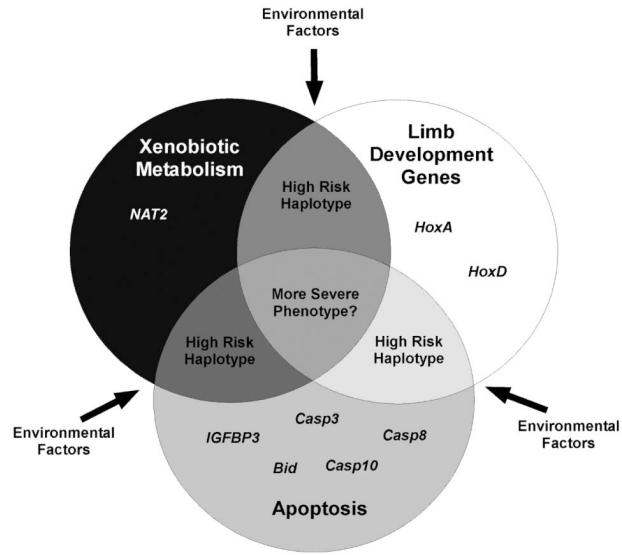 Environmental
Factors
Xenobiotic
Metabolism
NAT2
Limb
Development
Genes
HoxA
HoxD
High Risk
Haplotype
More Severe
Phenotype?
High Risk
Haplotype
High Risk
Haplotype
Environmental
Factors
Environmental
Factors
IGFBP3
Casp3
Casp8
Bid
Casp10
Apoptosis